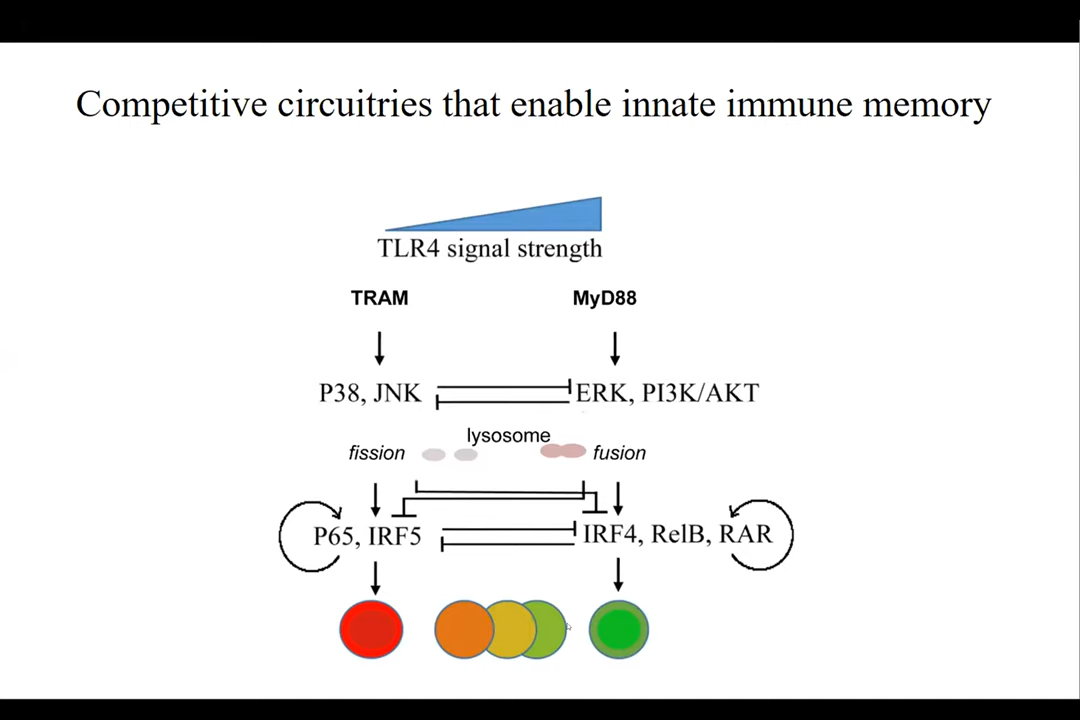 Competitive circuitries that enable innate immune memory
TLR4 signal strength
TRAM MyD88
P38, JNK ERK, PI3K/AKT
lysosome
fission fusion
P65, IRF5 IRF4, RelB, RAR